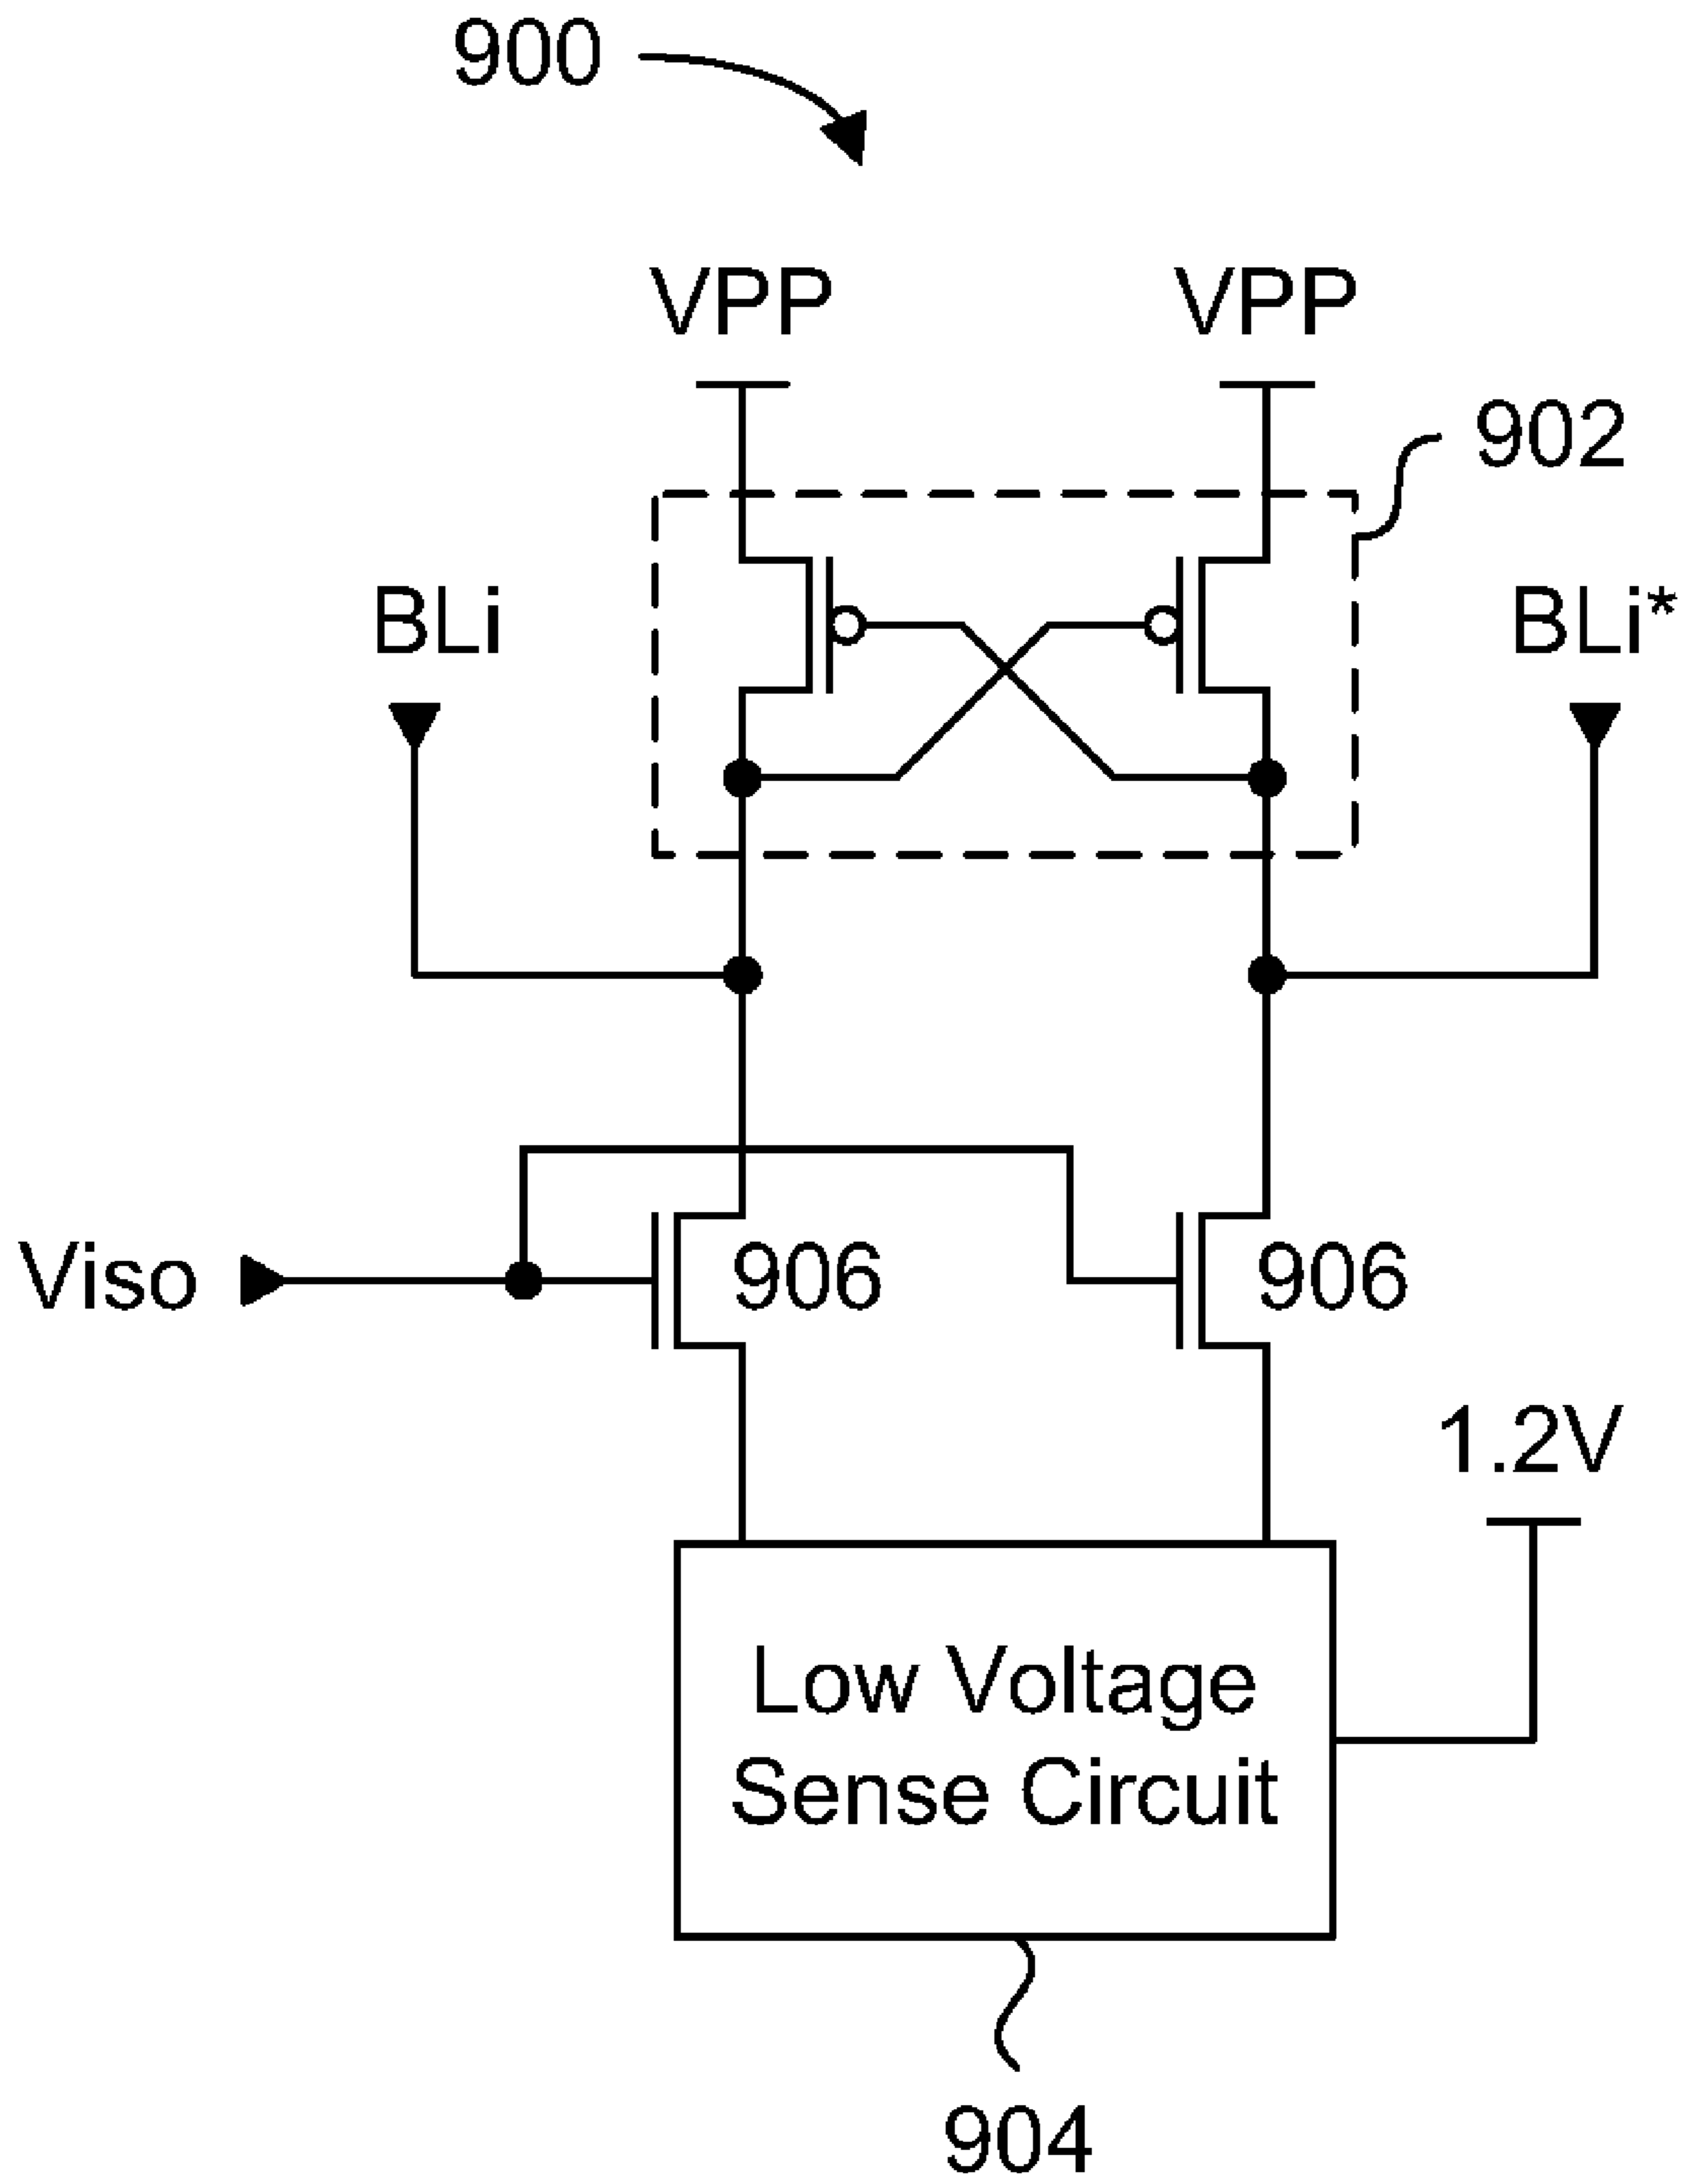 900
VPP
VPP
902
BLi
BLi*
Viso
906
906
1.2V
Low Voltage
Sense Circuit
904